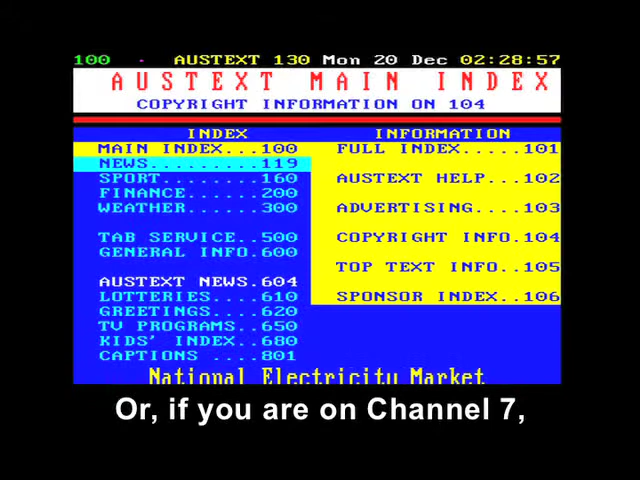 100 - AUSTEXT 130 Mon 20 Dec 02:28:57
AUSTEXT MAIN INDEX
COPYRIGHT INFORMATION ON 104
INDEX
MAIN INDEX...100
NEWS.........119
SPORT........160
FINANCE......200
WEATHER......300
TAB SERVICE..500
GENERAL INFO.600
AUSTEXT NEWS.604
LOTTERIES....610
GREETINGS....620
TV PROGRAMS..650
KIDS' INDEX..680
CAPTIONS ....801
INFORMATION
FULL INDEX.....101
AUSTEXT HELP...102
ADVERTISING....103
COPYRIGHT INFO.104
TOP TEXT INFO..105
SPONSOR INDEX..106
National Electricity Market
Or, if you are on Channel 7,